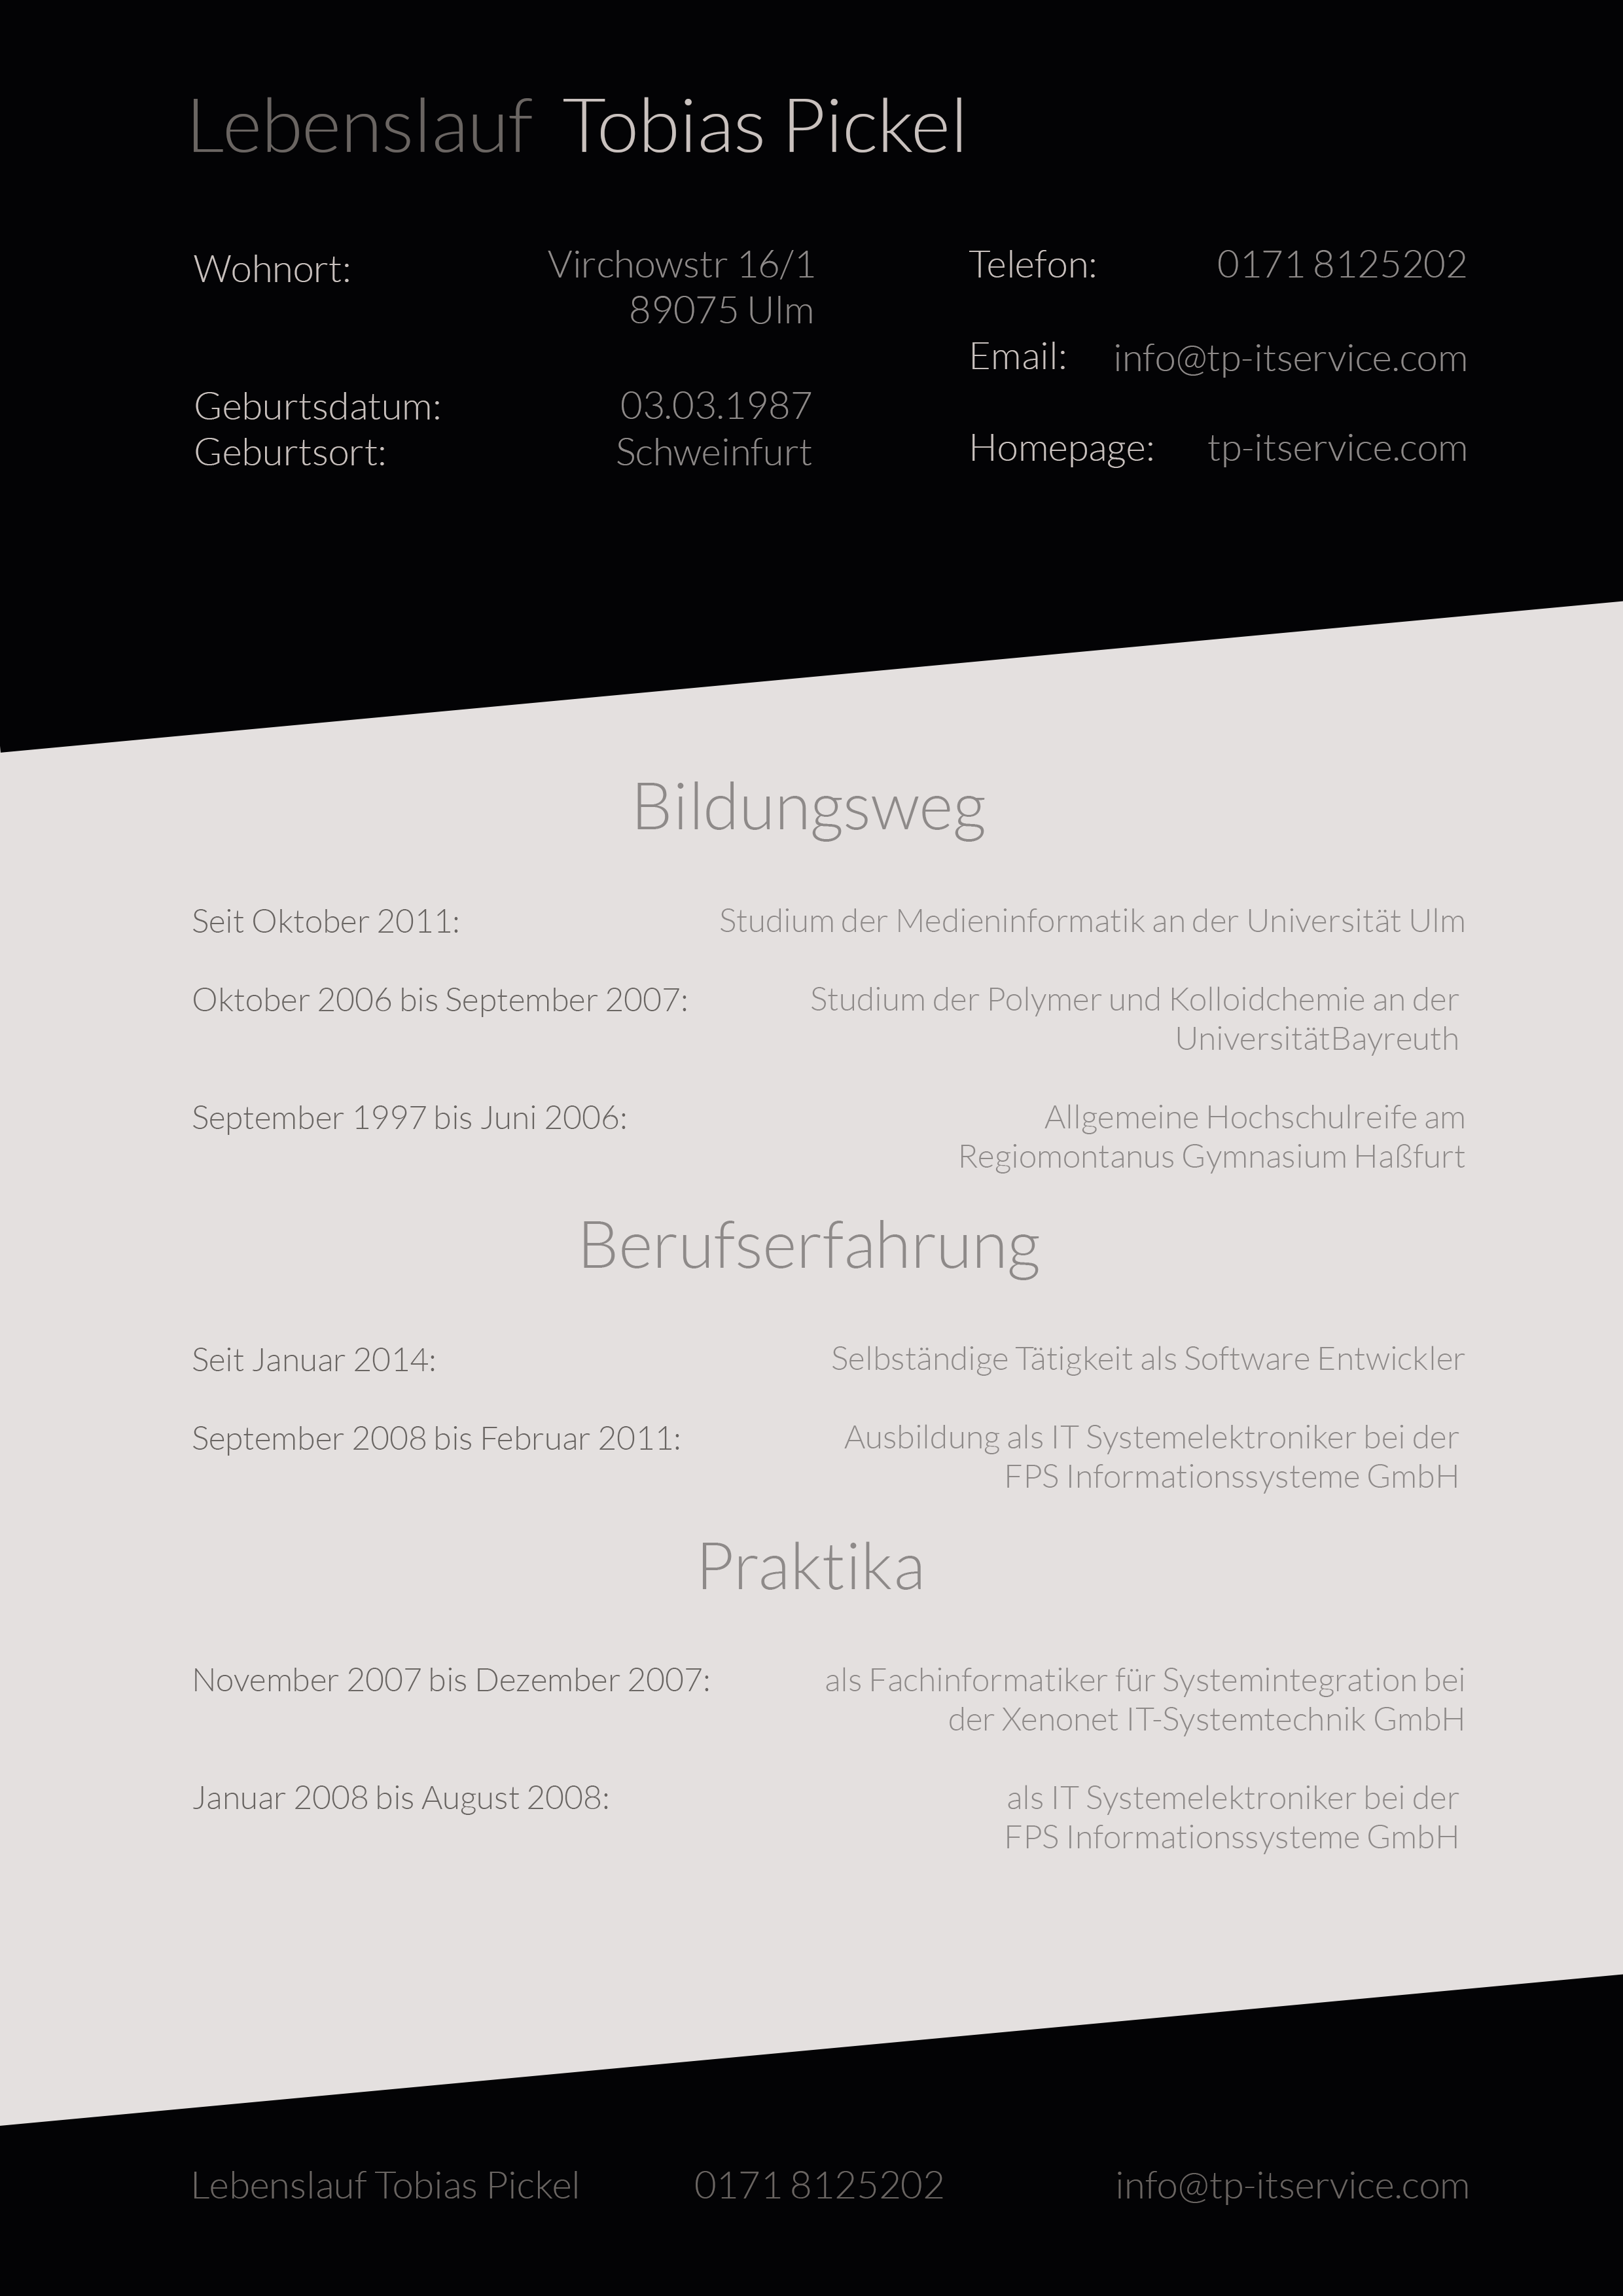 Lebenslauf Tobias Pickel
Wohnort: Virchowstr 16/1
89075 Ulm
Geburtsdatum: 03.03.1987
Geburtsort: Schweinfurt
Telefon: 0171 8125202
Email: info@tp-itservice.com
Homepage: tp-itservice.com
Bildungsweg
Seit Oktober 2011: Studium der Medieninformatik an der Universität Ulm
Oktober 2006 bis September 2007: Studium der Polymer und Kolloidchemie an der
UniversitätBayreuth
September 1997 bis Juni 2006: Allgemeine Hochschulreife am
Regiomontanus Gymnasium Haßfurt
Berufserfahrung
Seit Januar 2014: Selbständige Tätigkeit als Software Entwickler
September 2008 bis Februar 2011: Ausbildung als IT Systemelektroniker bei der
FPS Informationssysteme GmbH
Praktika
November 2007 bis Dezember 2007: als Fachinformatiker für Systemintegration bei
der Xenonet IT-Systemtechnik GmbH
Januar 2008 bis August 2008: als IT Systemelektroniker bei der
FPS Informationssysteme GmbH
Lebenslauf Tobias Pickel 0171 8125202 info@tp-itservice.com